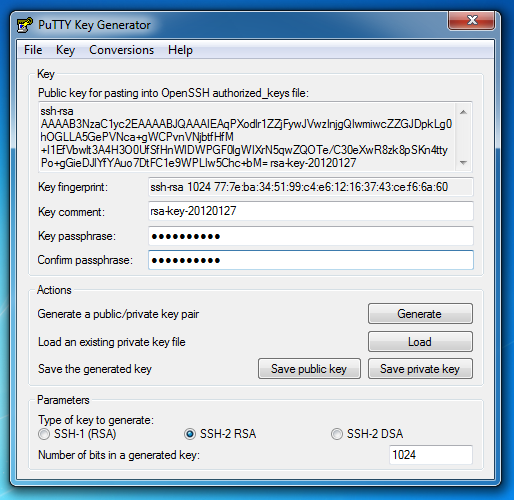 PuTTY Key Generator
File Key Conversions Help
Key
Public key for pasting into OpenSSH authorized_keys file:
ssh-rsa
AAAAB3NzaC1yc2EAAAABJQAAAIEAqPXodlr1ZZjFywJVwzInjgQIwmiwcZZGJDpkLg0
hOGLLA5GePVNca+gWCPvnVNjbtfHfM
+I1EfVbwlt3A4H3O0UfSfHnWIDWPGF0IgWIXrN5qwZQOTe/C30eXwR8zk8pSKn4tty
Po+gGieDJlYfYAuo7DtFC1e9WPLIw5Chc+bM= rsa-key-20120127
Key fingerprint: ssh-rsa 1024 77:7e:ba:34:51:99:c4:e6:12:16:37:43:ce:f6:6a:60
Key comment: rsa-key-20120127
Key passphrase: ●●●●●●●●●●
Confirm passphrase: ●●●●●●●●●●
Actions
Generate a public/private key pair Generate
Load an existing private key file Load
Save the generated key Save public key Save private key
Parameters
Type of key to generate:
SSH-1 (RSA) SSH-2 RSA SSH-2 DSA
Number of bits in a generated key: 1024